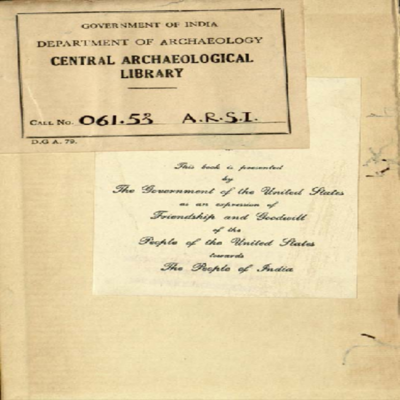 GOVERNMENT OF INDIA
DEPARTMENT OF ARCHAEOLOGY
CENTRAL ARCHAEOLOGICAL
LIBRARY
CALL NO. 061.53 A.R.S.I.
D.G A. 79.
This book is presented
by
The Government of the United States
as an expression of
Friendship and Goodwill
of the
People of the United States
towards
The People of India